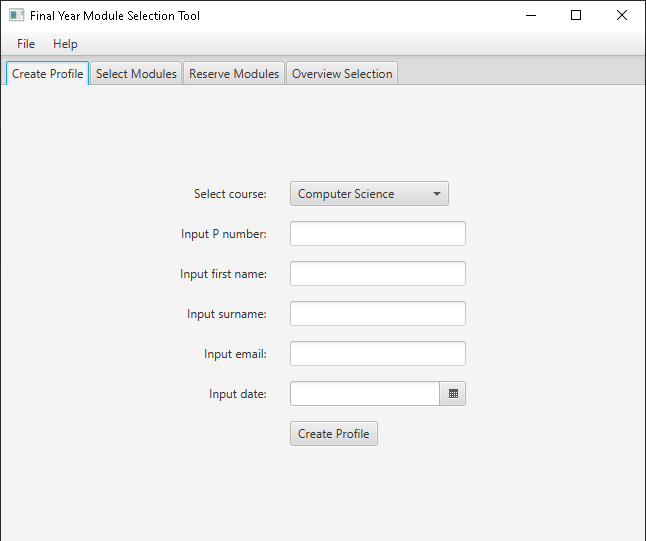 Final Year Module Selection Tool
File Help
Create Profile Select Modules Reserve Modules Overview Selection
Select course: Computer Science
Input P number:
Input first name:
Input surname:
Input email:
Input date:
Create Profile